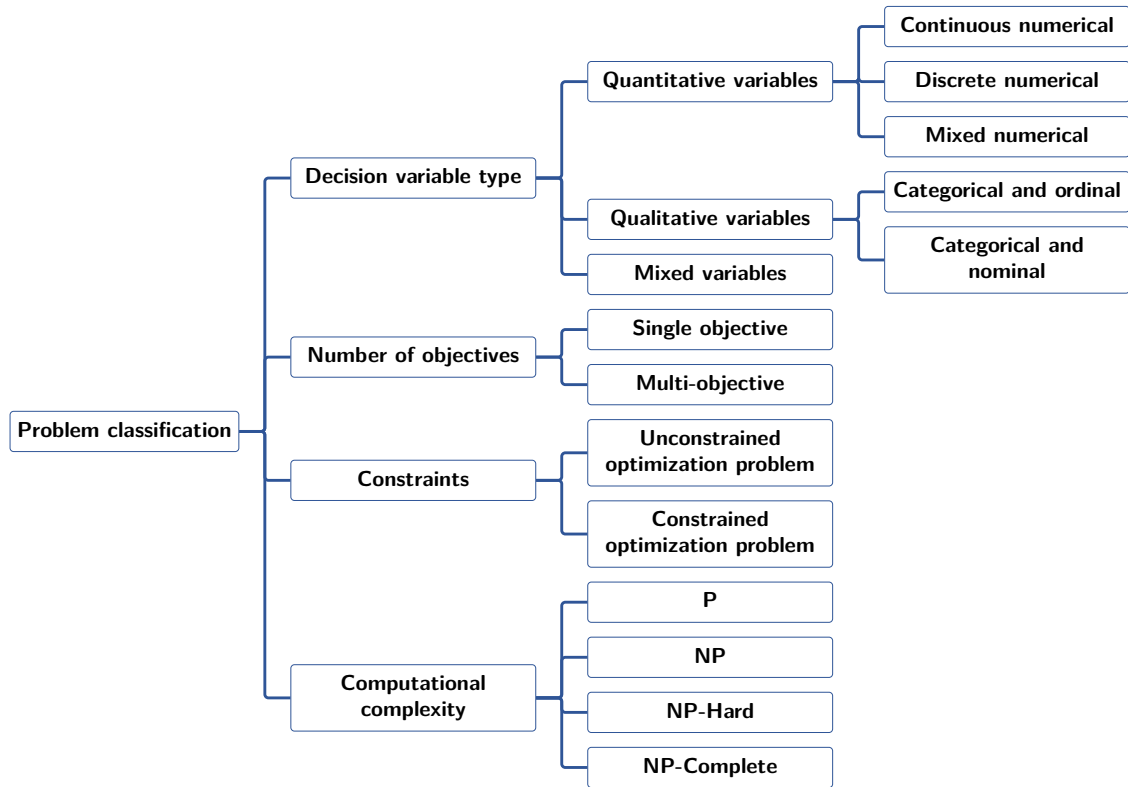 Problem classification
Decision variable type
Quantitative variables
Continuous numerical
Discrete numerical
Mixed numerical
Qualitative variables
Categorical and ordinal
Categorical and
nominal
Mixed variables
Number of objectives
Single objective
Multi-objective
Constraints
Unconstrained
optimization problem
Constrained
optimization problem
Computational
complexity
P
NP
NP-Hard
NP-Complete